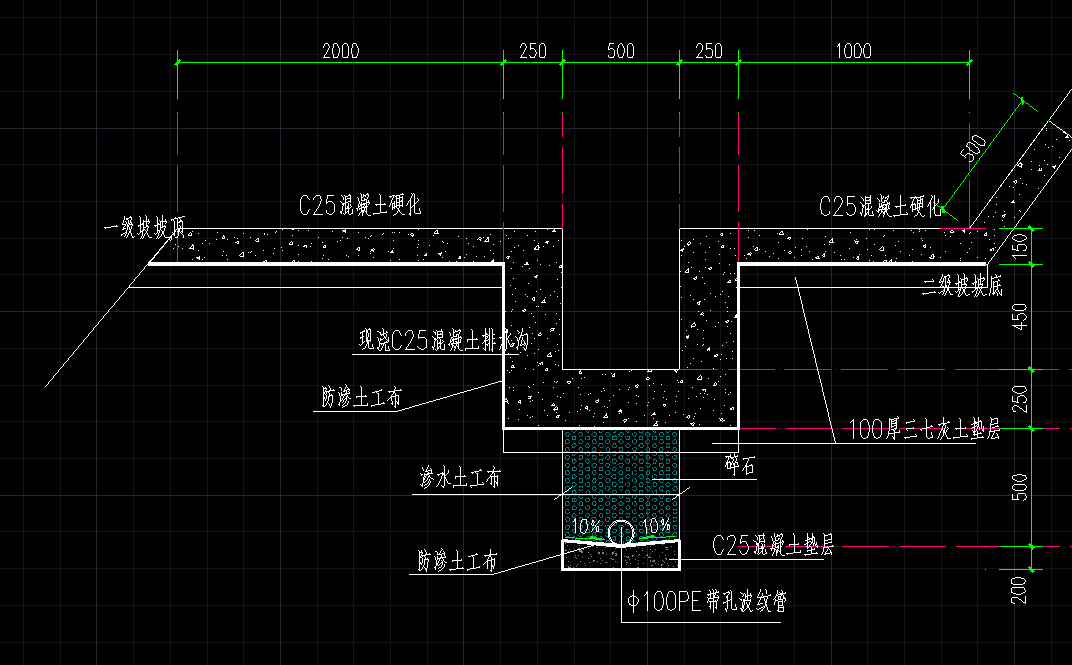 2000
250
500
250
1000
500
C25混凝土硬化
C25混凝土硬化
一级坡坡顶
150
二级坡坡底
450
现浇C25混凝土排水沟
防渗土工布
250
100厚三七灰土垫层
碎石
渗水土工布
500
10%
10%
C25混凝土垫层
防渗土工布
200
ϕ100PE带孔波纹管